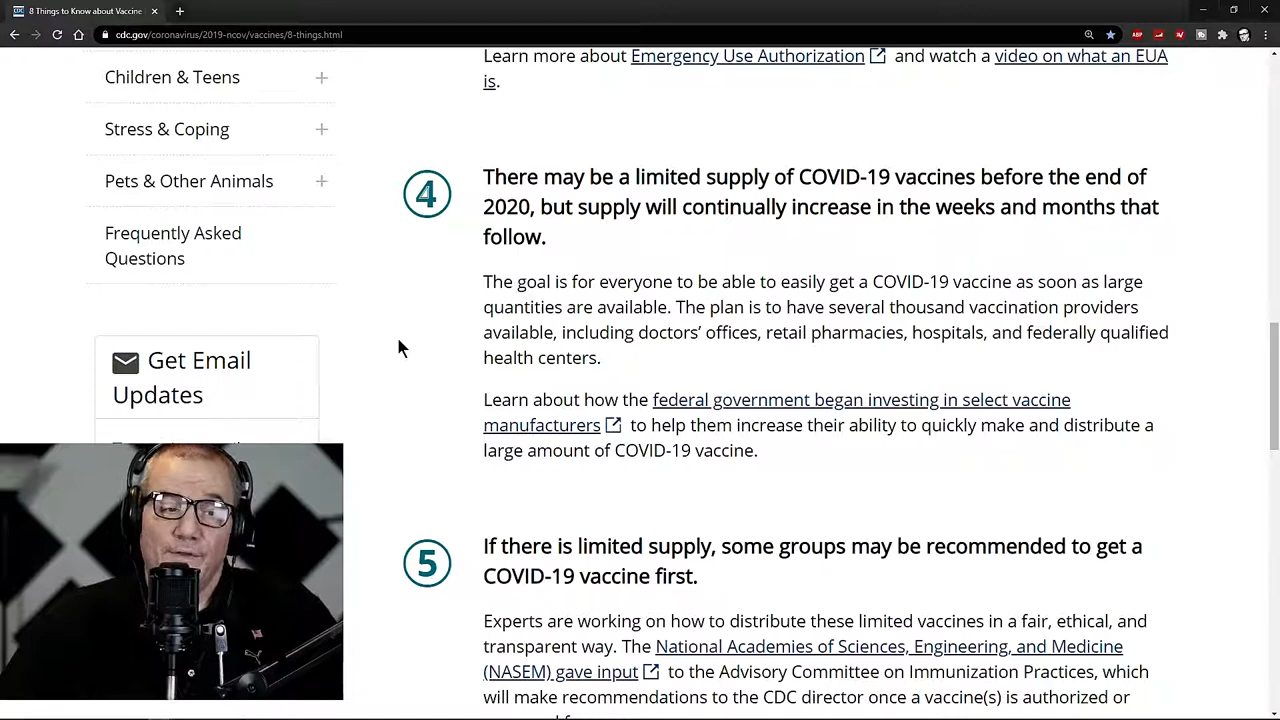 8 Things to Know about Vaccine
cdc.gov/coronavirus/2019-ncov/vaccines/8-things.html
ABP
Children & Teens
Stress & Coping
Pets & Other Animals
Frequently Asked
Questions
Get Email
Updates
Learn more about Emergency Use Authorization and watch a video on what an EUA
is.
4
There may be a limited supply of COVID-19 vaccines before the end of
2020, but supply will continually increase in the weeks and months that
follow.
The goal is for everyone to be able to easily get a COVID-19 vaccine as soon as large
quantities are available. The plan is to have several thousand vaccination providers
available, including doctors’ offices, retail pharmacies, hospitals, and federally qualified
health centers.
Learn about how the federal government began investing in select vaccine
manufacturers to help them increase their ability to quickly make and distribute a
large amount of COVID-19 vaccine.
5
If there is limited supply, some groups may be recommended to get a
COVID-19 vaccine first.
Experts are working on how to distribute these limited vaccines in a fair, ethical, and
transparent way. The National Academies of Sciences, Engineering, and Medicine
(NASEM) gave input to the Advisory Committee on Immunization Practices, which
will make recommendations to the CDC director once a vaccine(s) is authorized or